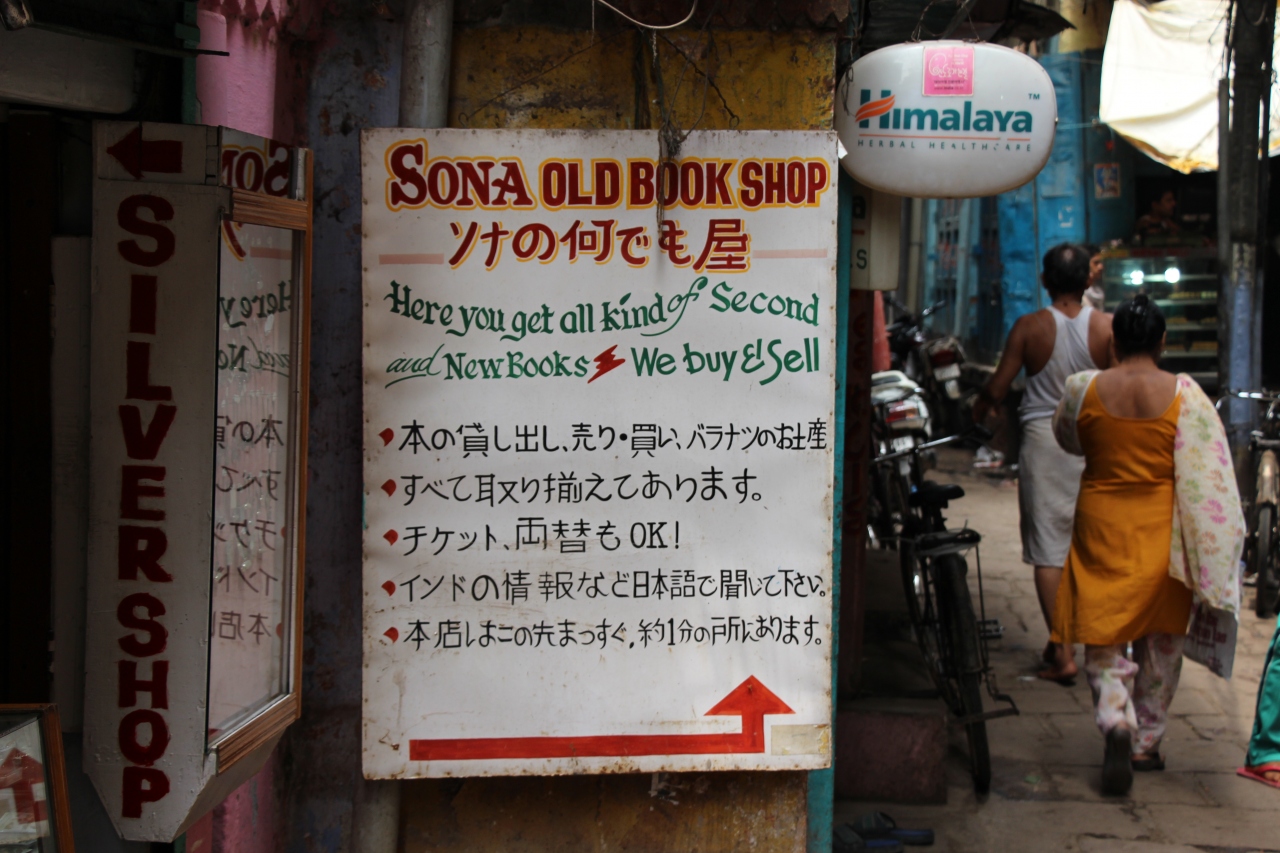 SILVER SHOP
SONA OLD BOOK SHOP
ソナの何でも屋
Here you get all kind of Second
and New Books We buy & Sell
本の貸し出し、売り・買い、バラナツのお土産
すべて取り揃えてあります。
チケット、両替も OK!
インドの情報など日本語で聞いて下さい。
本店はこの先まっすぐ,約1分の所にあります。
Himalaya™
HERBAL HEALTHCARE